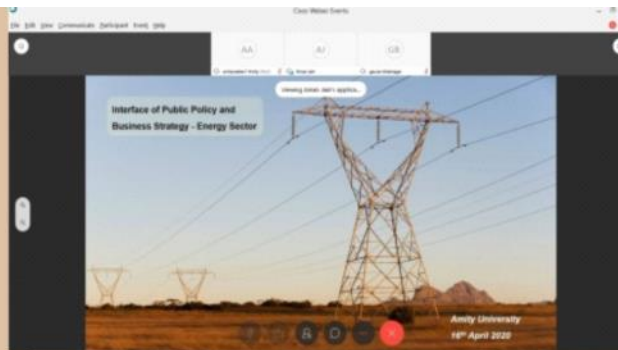 Cisco Webex Events
File Edit View Communicate Participant Event Help
AA AJ GB
Interface of Public Policy and
Business Strategy - Energy Sector
Amity University
16th April 2020